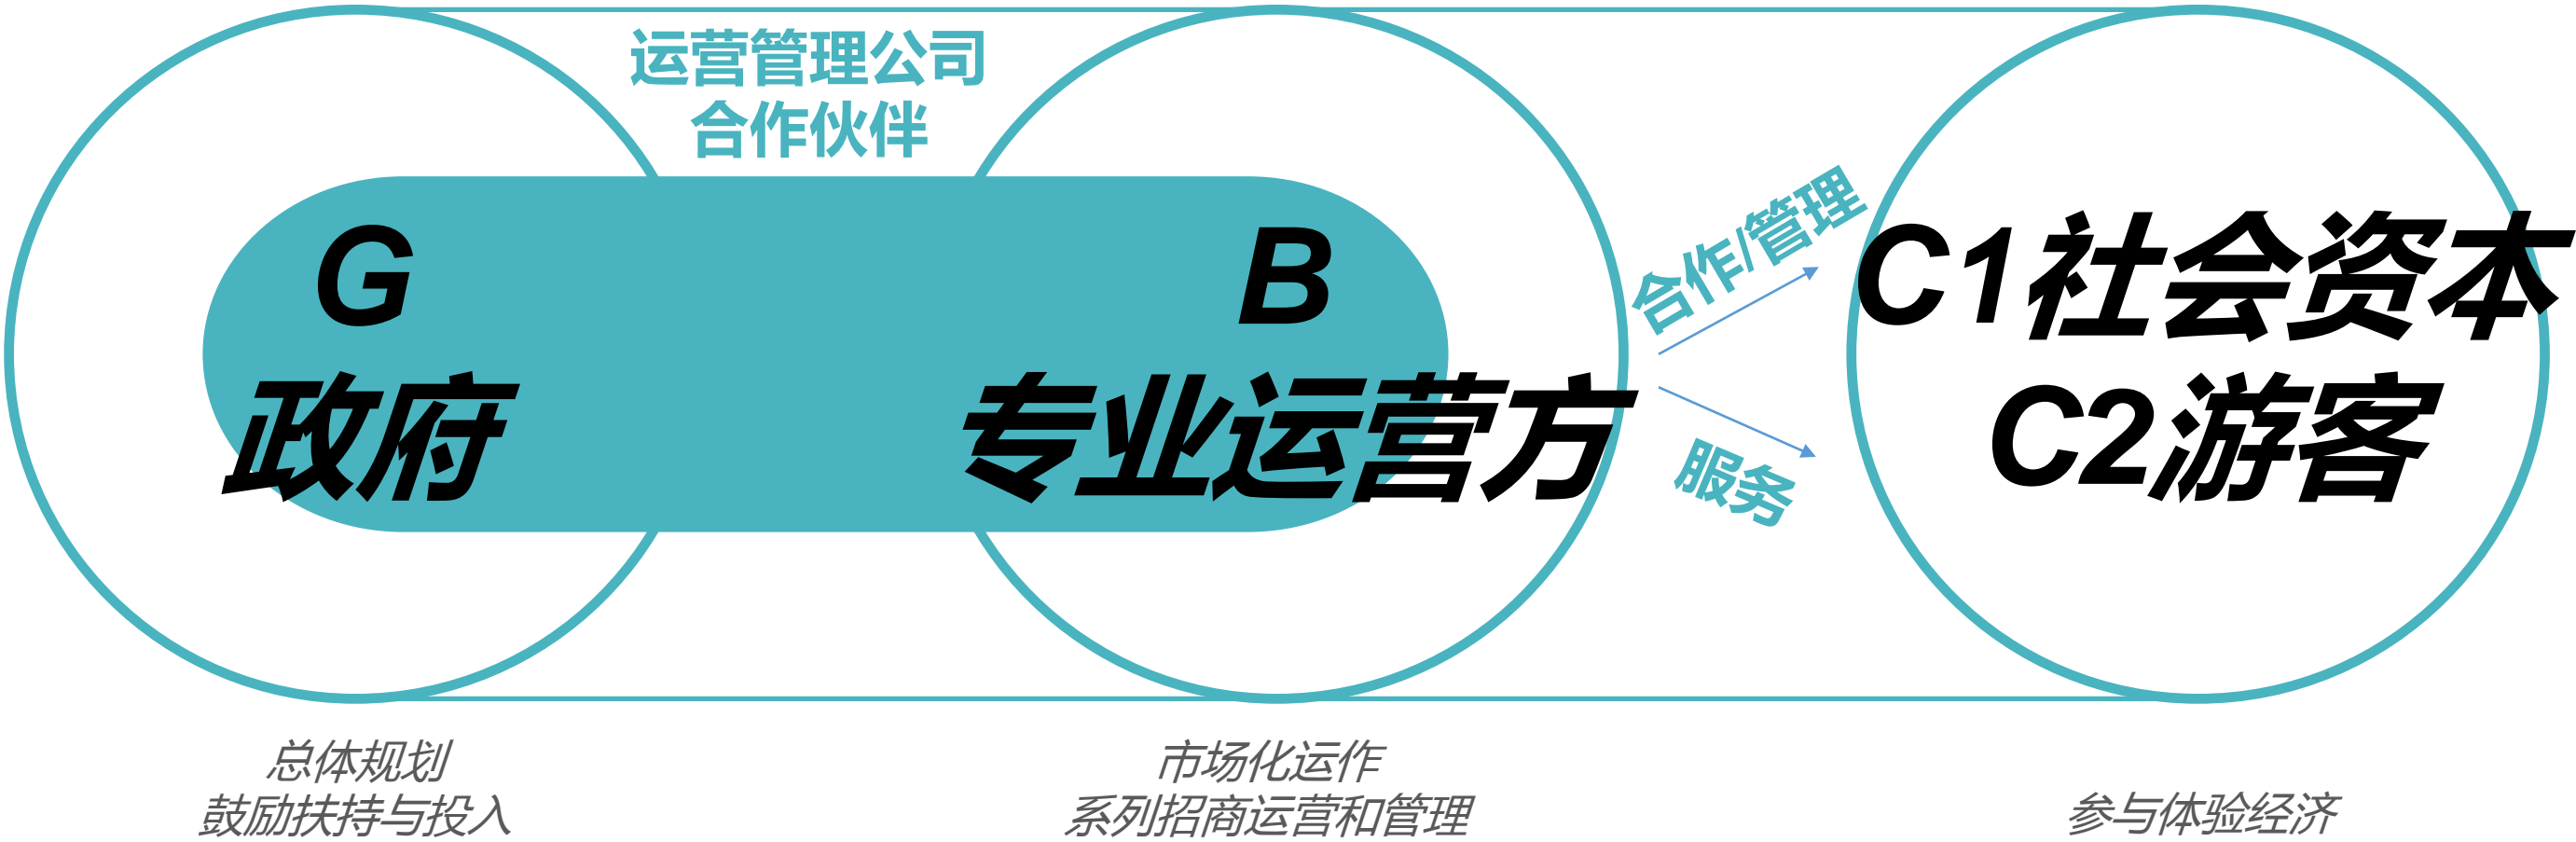 运营管理公司
合作伙伴
G
政府
B
专业运营方
合作/管理
服务
C1社会资本
C2游客
总体规划
鼓励扶持与投入
市场化运作
系列招商运营和管理
参与体验经济